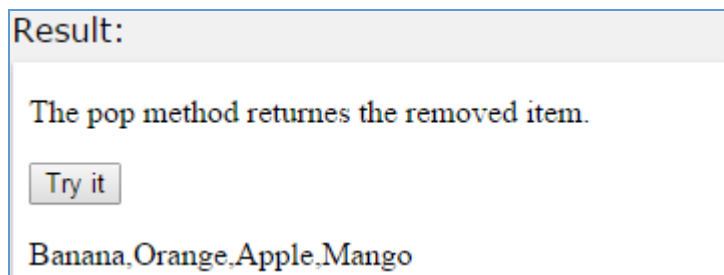 Result:
The pop method returnes the removed item.
Try it
Banana,Orange,Apple,Mango